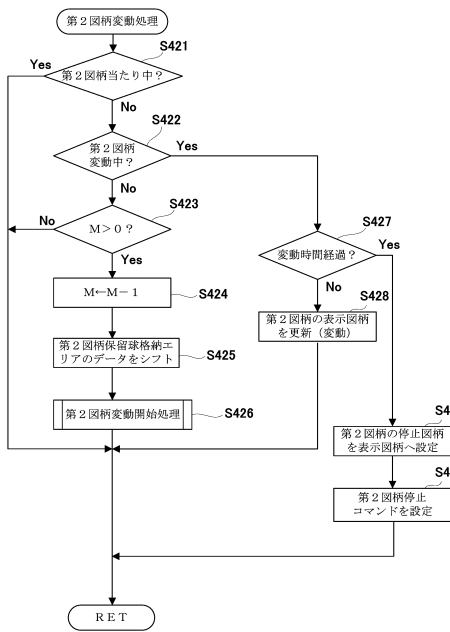 第２図柄変動処理
S421
Yes
第２図柄当たり中？
No
S422
第２図柄
変動中？
Yes
No
S423
No
Ｍ＞０？
Yes
S427
変動時間経過？
Yes
No
Ｍ←Ｍ－１
S424
S428
第２図柄の表示図柄
を更新（変動）
第２図柄保留球格納エ
リアのデータをシフト
S425
第２図柄変動開始処理
S426
S4
第２図柄の停止図柄
を表示図柄へ設定
S4
第２図柄停止
コマンドを設定
ＲＥＴ